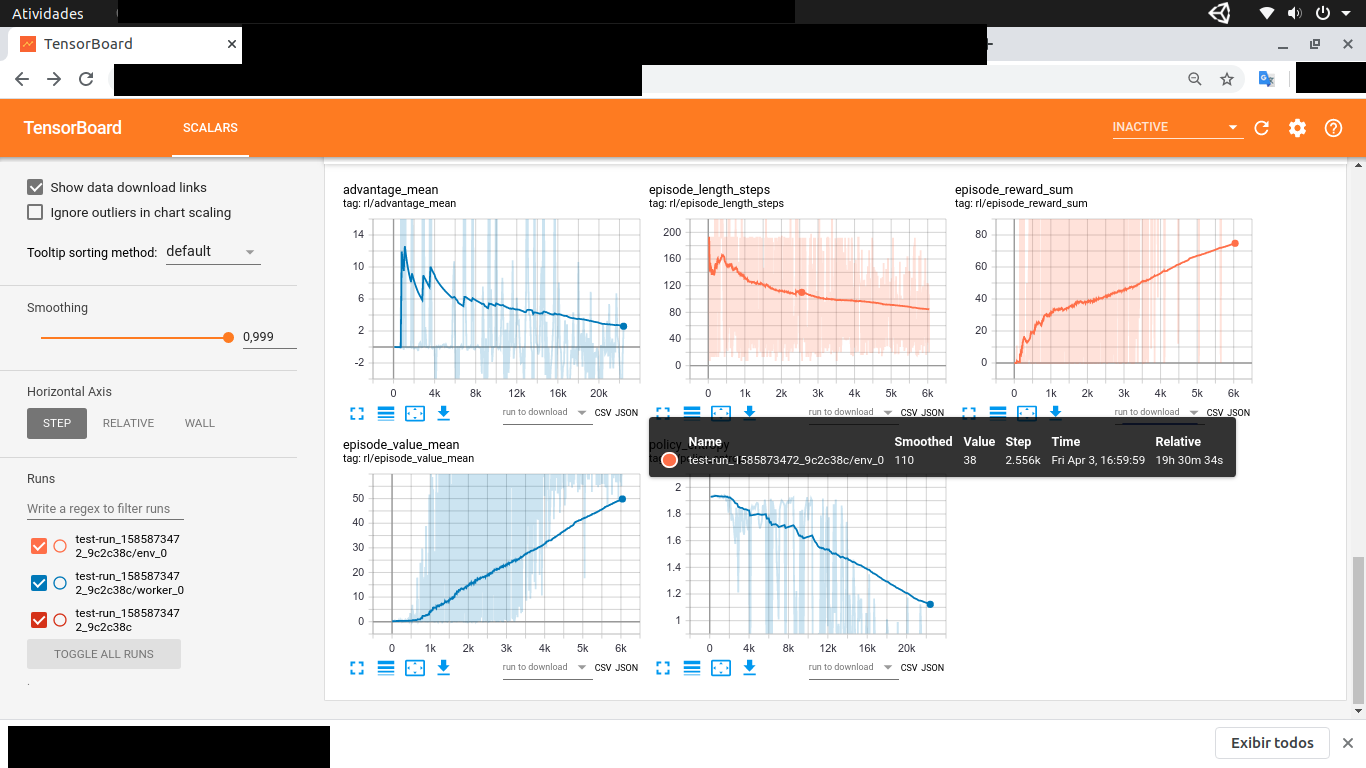 Atividades
TensorBoard
TensorBoard
SCALARS
INACTIVE
Show data download links
Ignore outliers in chart scaling
Tooltip sorting method: default
Smoothing
0,999
Horizontal Axis
STEP RELATIVE WALL
Runs
Write a regex to filter runs
test-run_158587347
2_9c2c38c/env_0
test-run_158587347
2_9c2c38c/worker_0
test-run_158587347
2_9c2c38c
TOGGLE ALL RUNS
.
advantage_mean
tag: rl/advantage_mean
14
10
6
2
-2
0 4k 8k 12k 16k 20k
run to download CSV JSON
episode_length_steps
tag: rl/episode_length_steps
200
160
120
80
40
0
0 1k 2k 3k 4k 5k 6k
run to download CSV JSON
episode_reward_sum
tag: rl/episode_reward_sum
80
60
40
20
0
0 1k 2k 3k 4k 5k 6k
run to download CSV JSON
Name Smoothed Value Step Time Relative
test-run_1585873472_9c2c38c/env_0 110 38 2.556k Fri Apr 3, 16:59:59 19h 30m 34s
episode_value_mean
tag: rl/episode_value_mean
50
40
30
20
10
0
0 1k 2k 3k 4k 5k 6k
run to download CSV JSON
policy_entropy
2
1.8
1.6
1.4
1.2
1
0 4k 8k 12k 16k 20k
run to download CSV JSON
Exibir todos